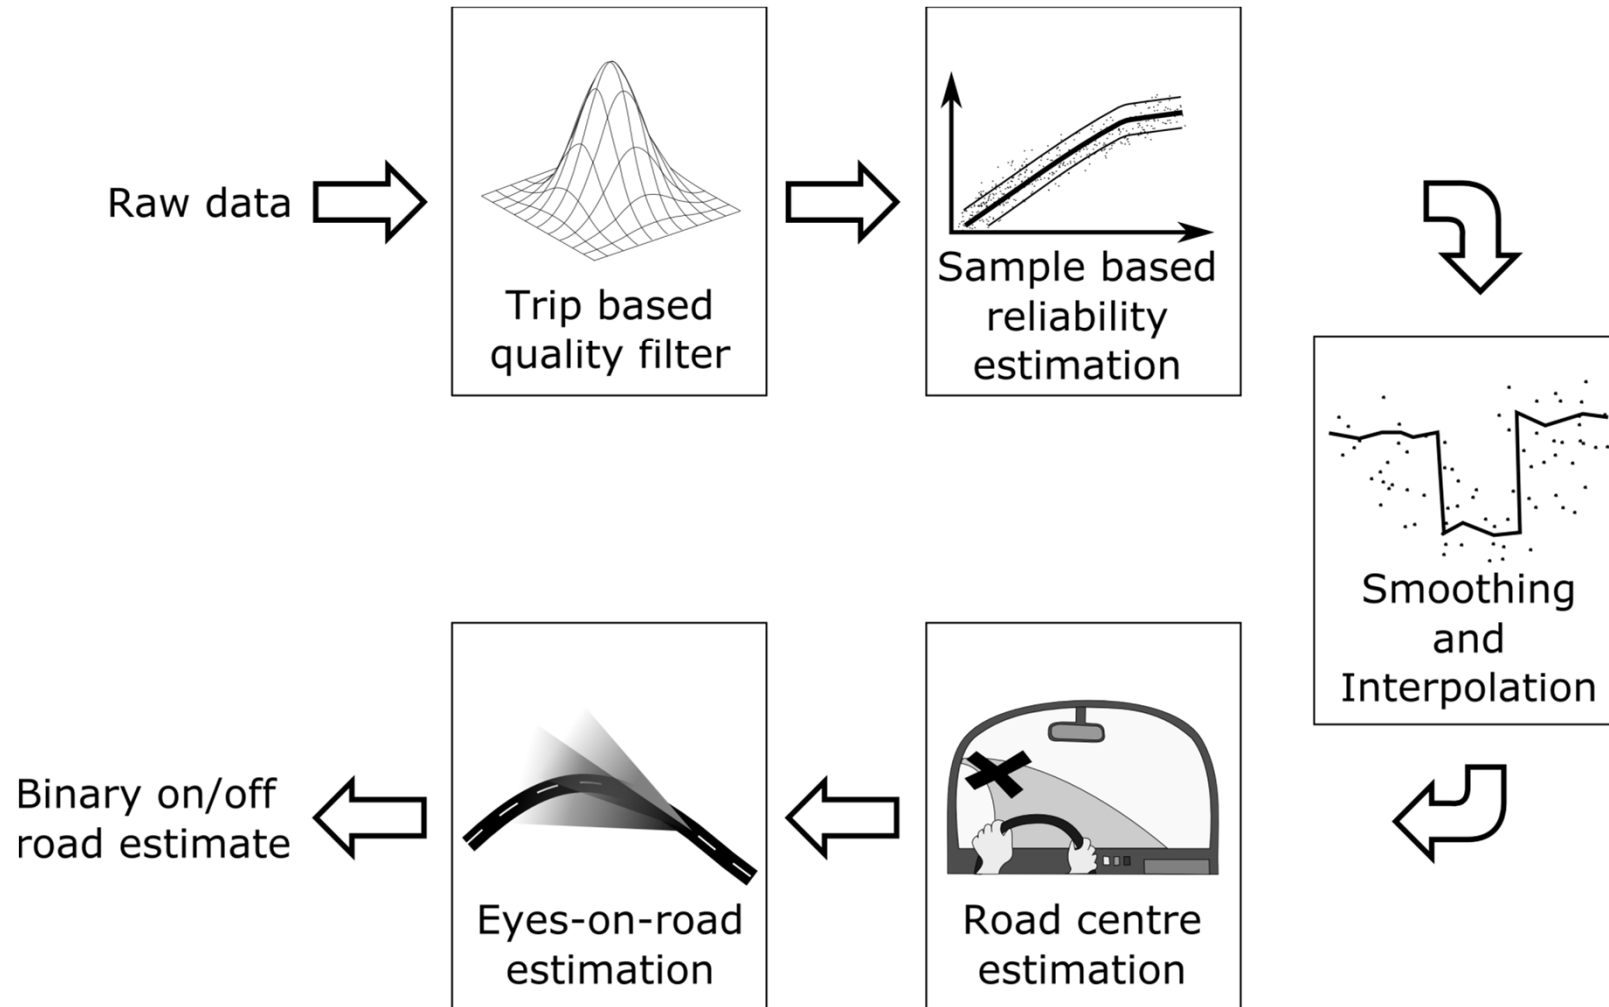 Raw data
Trip based
quality filter
Sample based
reliability
estimation
Smoothing
and
Interpolation
Road centre
estimation
Eyes-on-road
estimation
Binary on/off
road estimate